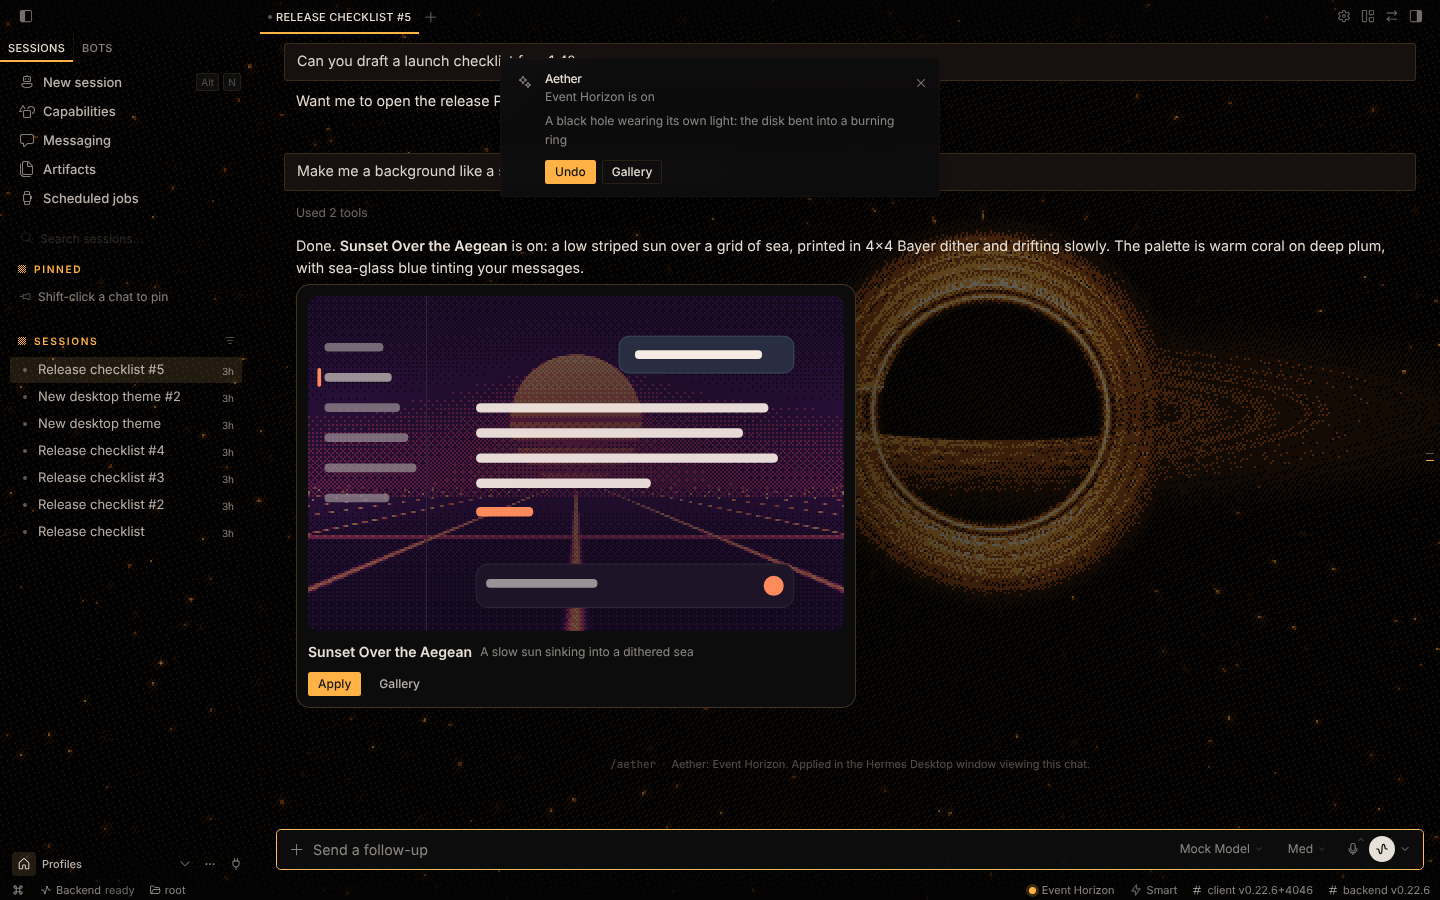 RELEASE CHECKLIST #5
SESSIONS
BOTS
New session
Alt
N
Capabilities
Messaging
Artifacts
Scheduled jobs
Search sessions...
PINNED
Shift-click a chat to pin
SESSIONS
Release checklist #5
3h
New desktop theme #2
3h
New desktop theme
3h
Release checklist #4
3h
Release checklist #3
3h
Release checklist #2
3h
Release checklist
3h
Profiles
Can you draft a launch checklist
Want me to open the release
Aether
Event Horizon is on
A black hole wearing its own light: the disk bent into a burning
ring
Undo
Gallery
Make me a background like a
Used 2 tools
Done. Sunset Over the Aegean is on: a low striped sun over a grid of sea, printed in 4×4 Bayer dither and drifting slowly. The palette is warm coral on deep plum,
with sea-glass blue tinting your messages.
Sunset Over the Aegean
A slow sun sinking into a dithered sea
Apply
Gallery
/aether · Aether: Event Horizon. Applied in the Hermes Desktop window viewing this chat.
Send a follow-up
Mock Model
Med
Backend ready
root
Event Horizon
Smart
client v0.22.6+4046
backend v0.22.6